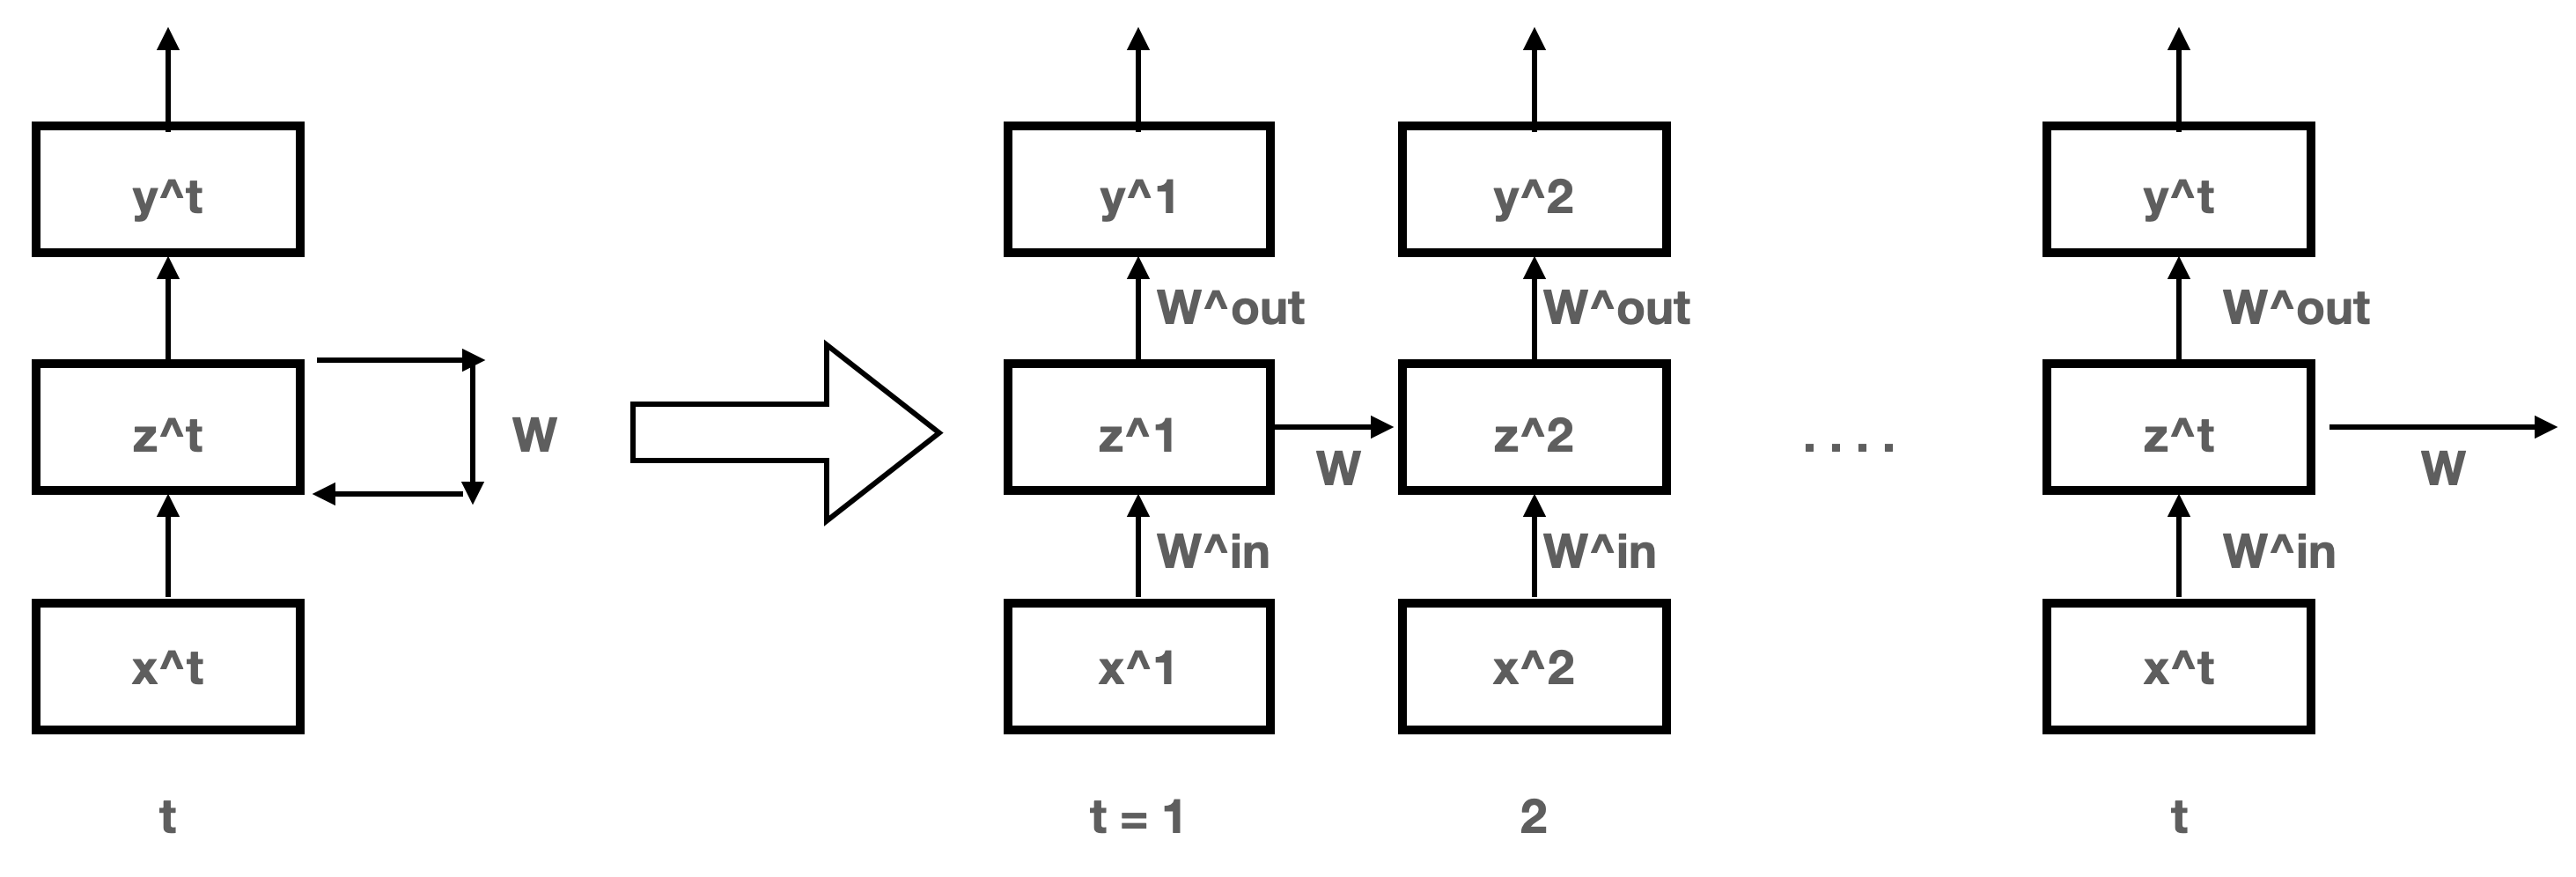 y^t
z^t
W
x^t
t
y^1
y^2
y^t
W^out
W^out
W^out
z^1
W
z^2
. . . .
z^t
W
W^in
W^in
W^in
x^1
x^2
x^t
t = 1
2
t